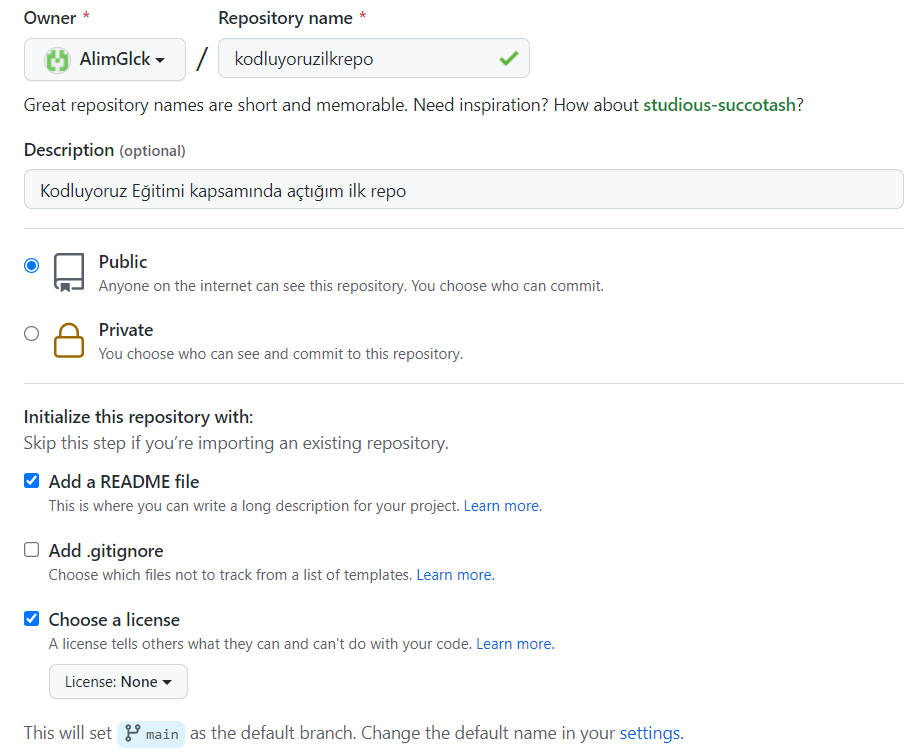 Owner * Repository name *
AlimGlck / kodluyoruzilkrepo
Great repository names are short and memorable. Need inspiration? How about studious-succotash?
Description (optional)
Kodluyoruz Eğitimi kapsamında açtığım ilk repo
Public
Anyone on the internet can see this repository. You choose who can commit.
Private
You choose who can see and commit to this repository.
Initialize this repository with:
Skip this step if you’re importing an existing repository.
Add a README file
This is where you can write a long description for your project. Learn more.
Add .gitignore
Choose which files not to track from a list of templates. Learn more.
Choose a license
A license tells others what they can and can't do with your code. Learn more.
License: None
This will set main as the default branch. Change the default name in your settings.